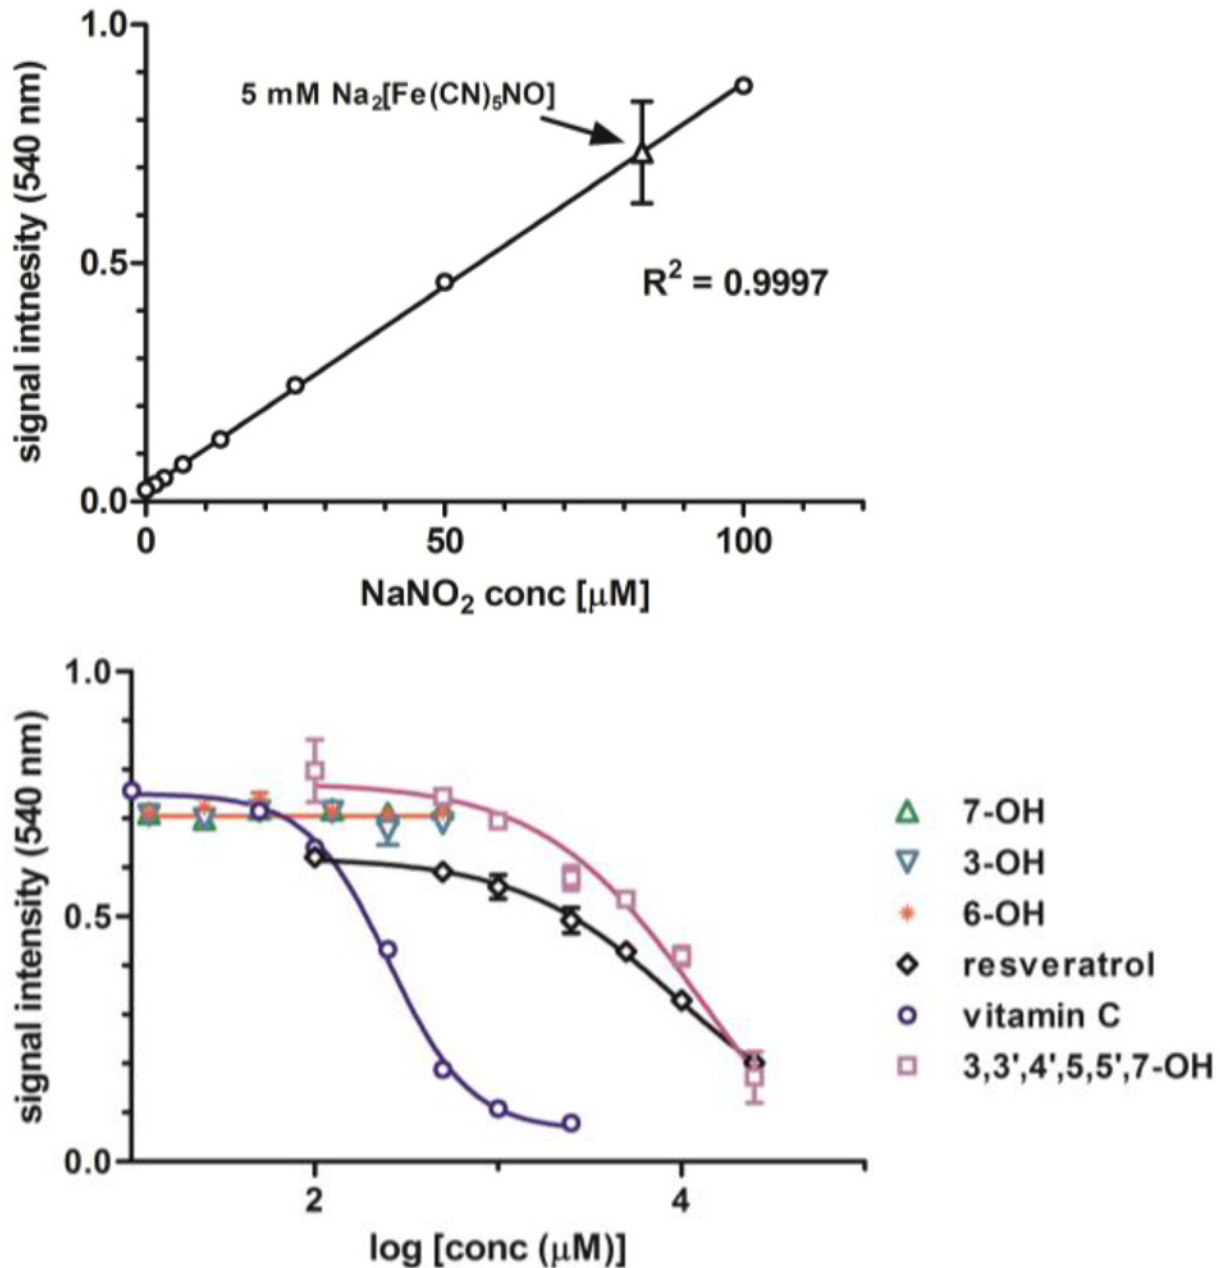 1.0
5 mM Na₂[Fe(CN)₅NO]
0.5
R² = 0.9997
0.0
0 50 100
signal intnesity (540 nm)
NaNO₂ conc [μM]
1.0
0.5
0.0
2 4
signal intensity (540 nm)
log [conc (μM)]
7-OH
3-OH
6-OH
resveratrol
vitamin C
3,3',4',5,5',7-OH